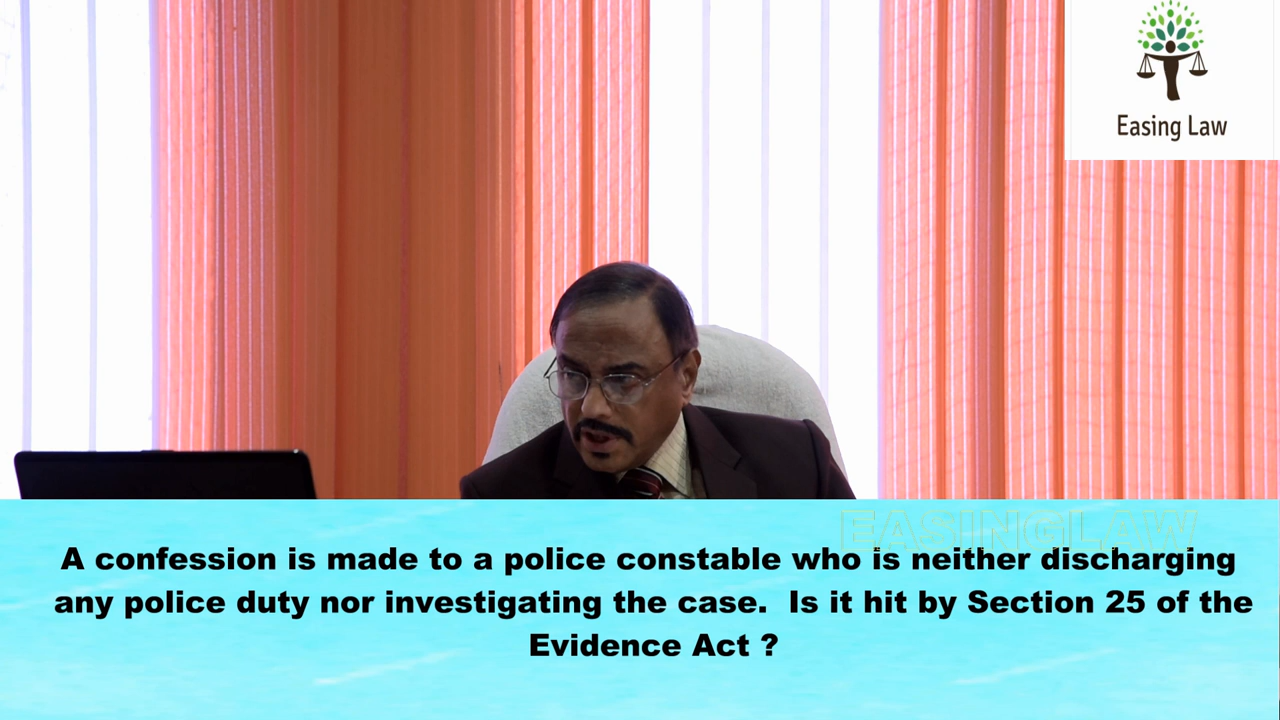 Easing Law
EASINGLAW
A confession is made to a police constable who is neither discharging
any police duty nor investigating the case.  Is it hit by Section 25 of the
Evidence Act ?